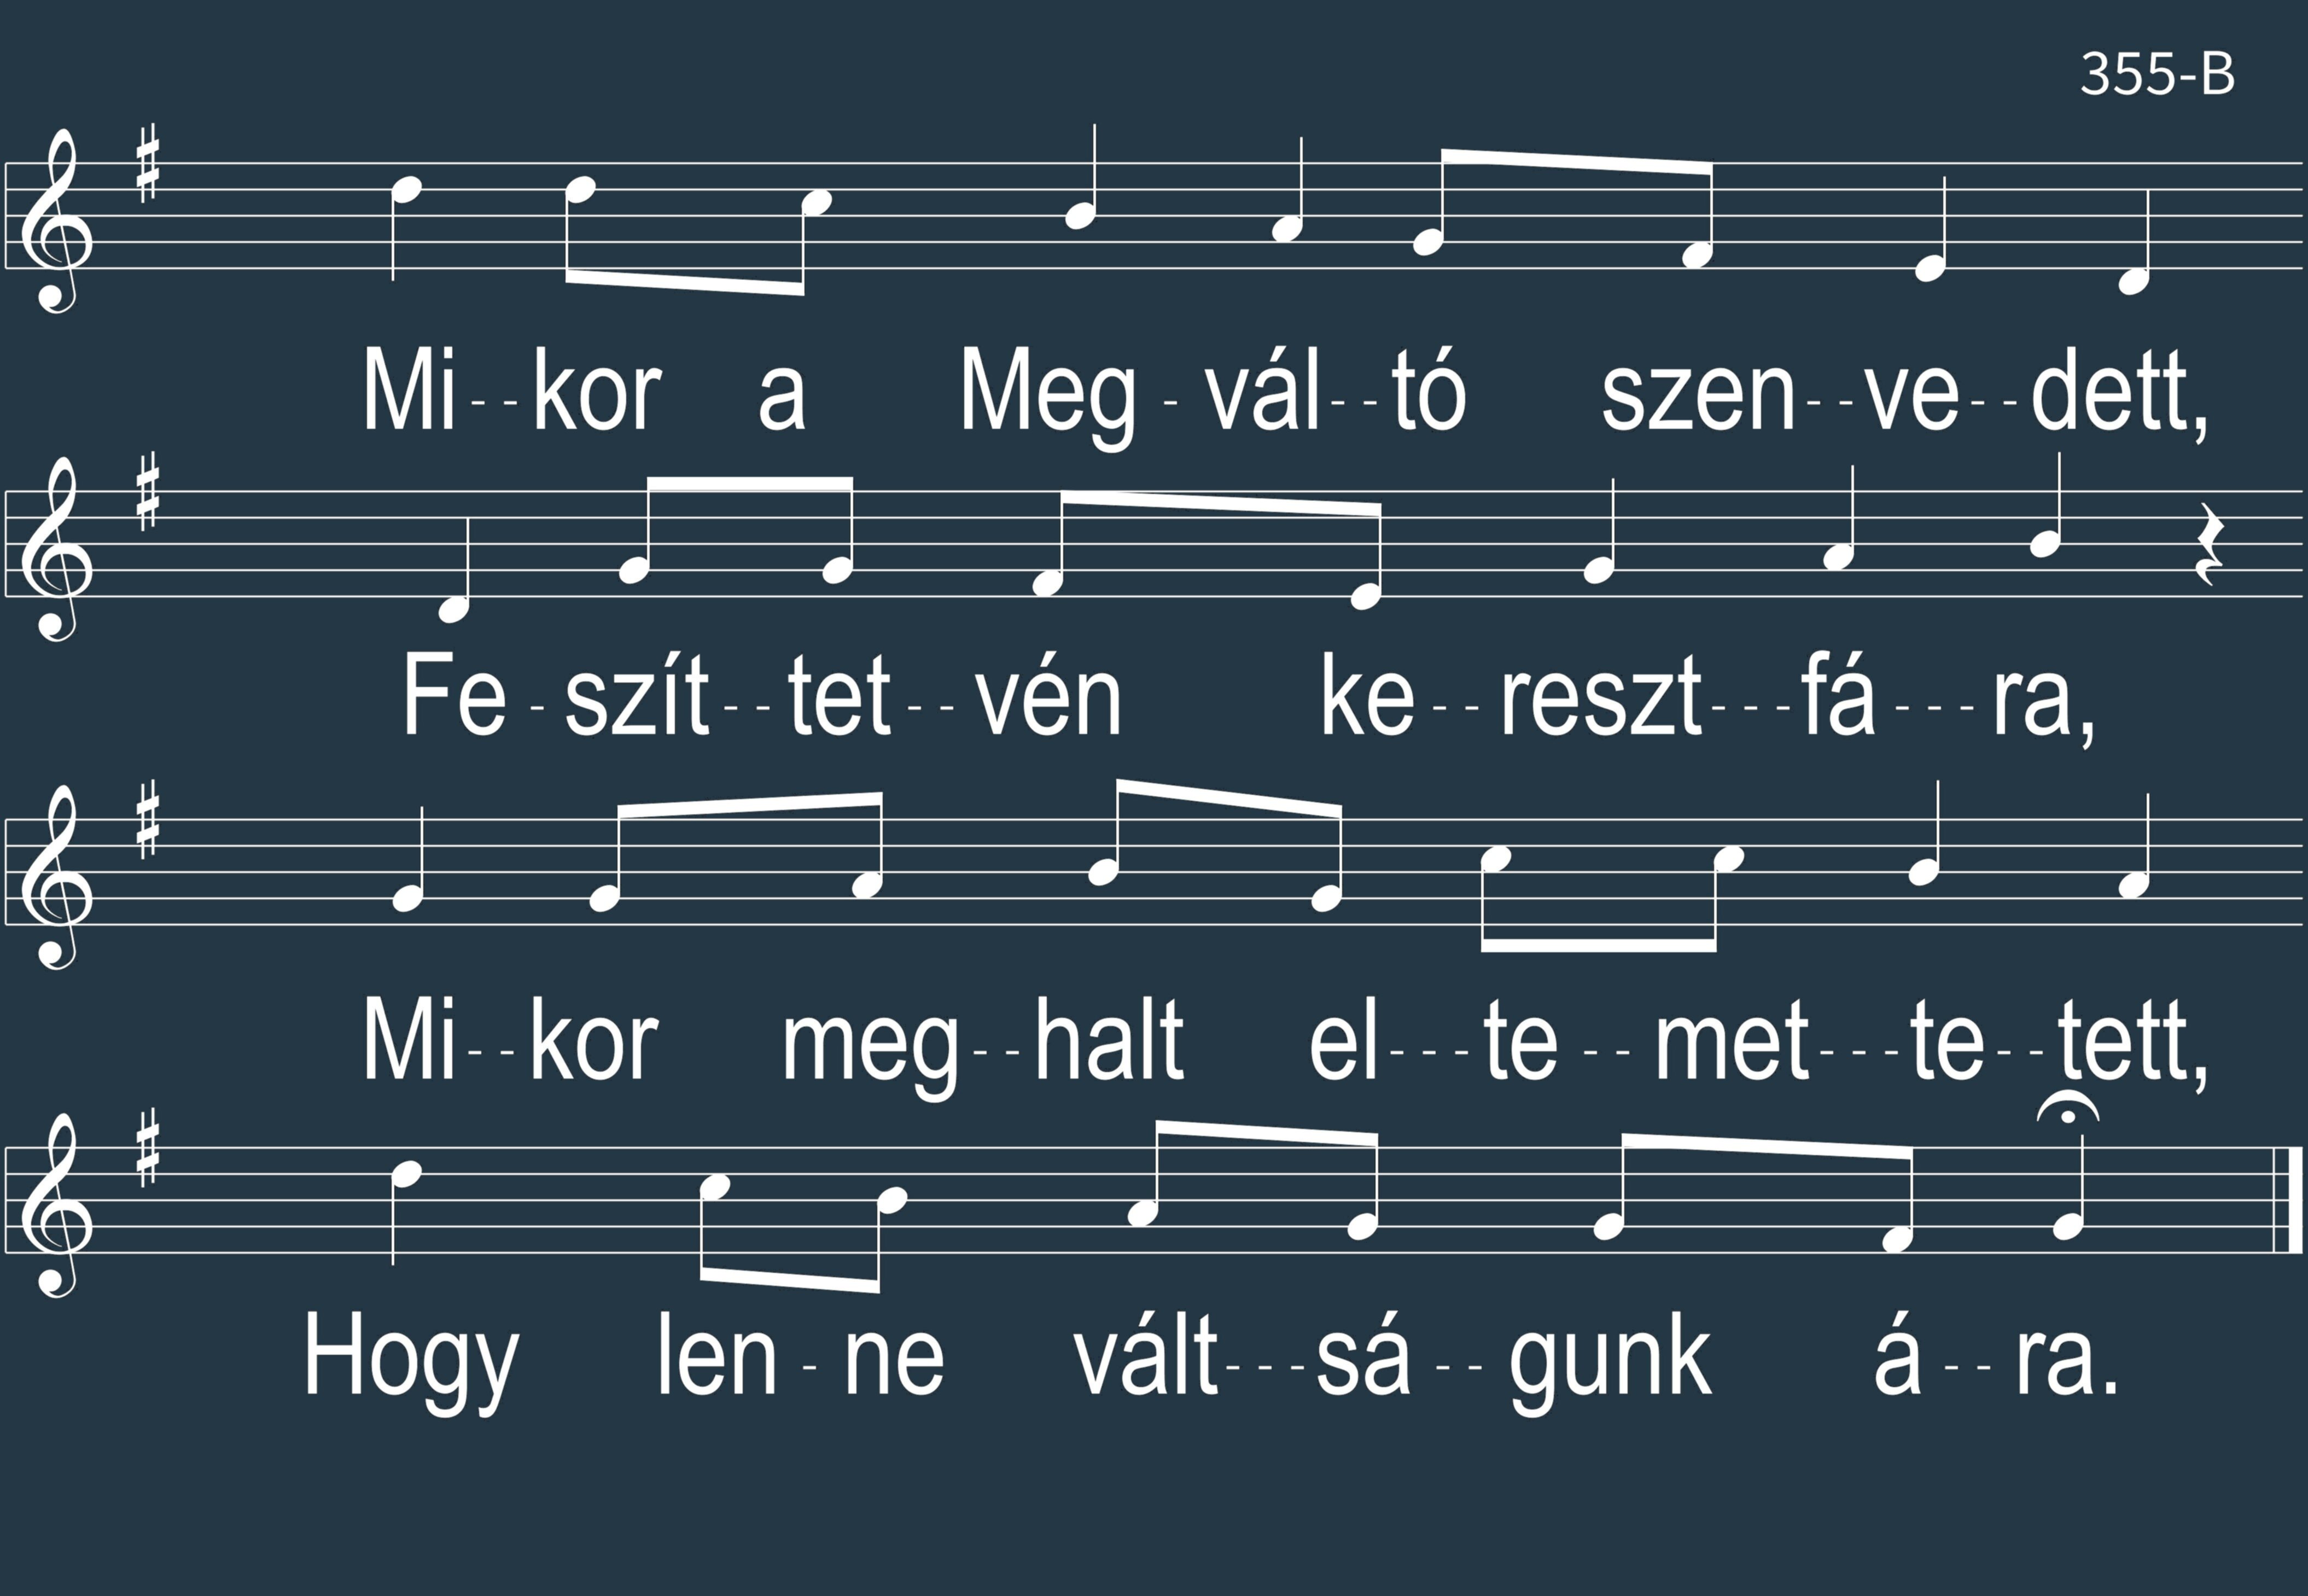 355-B
Mi--kor a Meg-vál--tó szen--ve--dett,
Fe-szít--tet--vén ke--reszt---fá---ra,
Mi--kor meg--halt el---te--met---te--tett,
Hogy len-ne vált---sá--gunk á--ra.